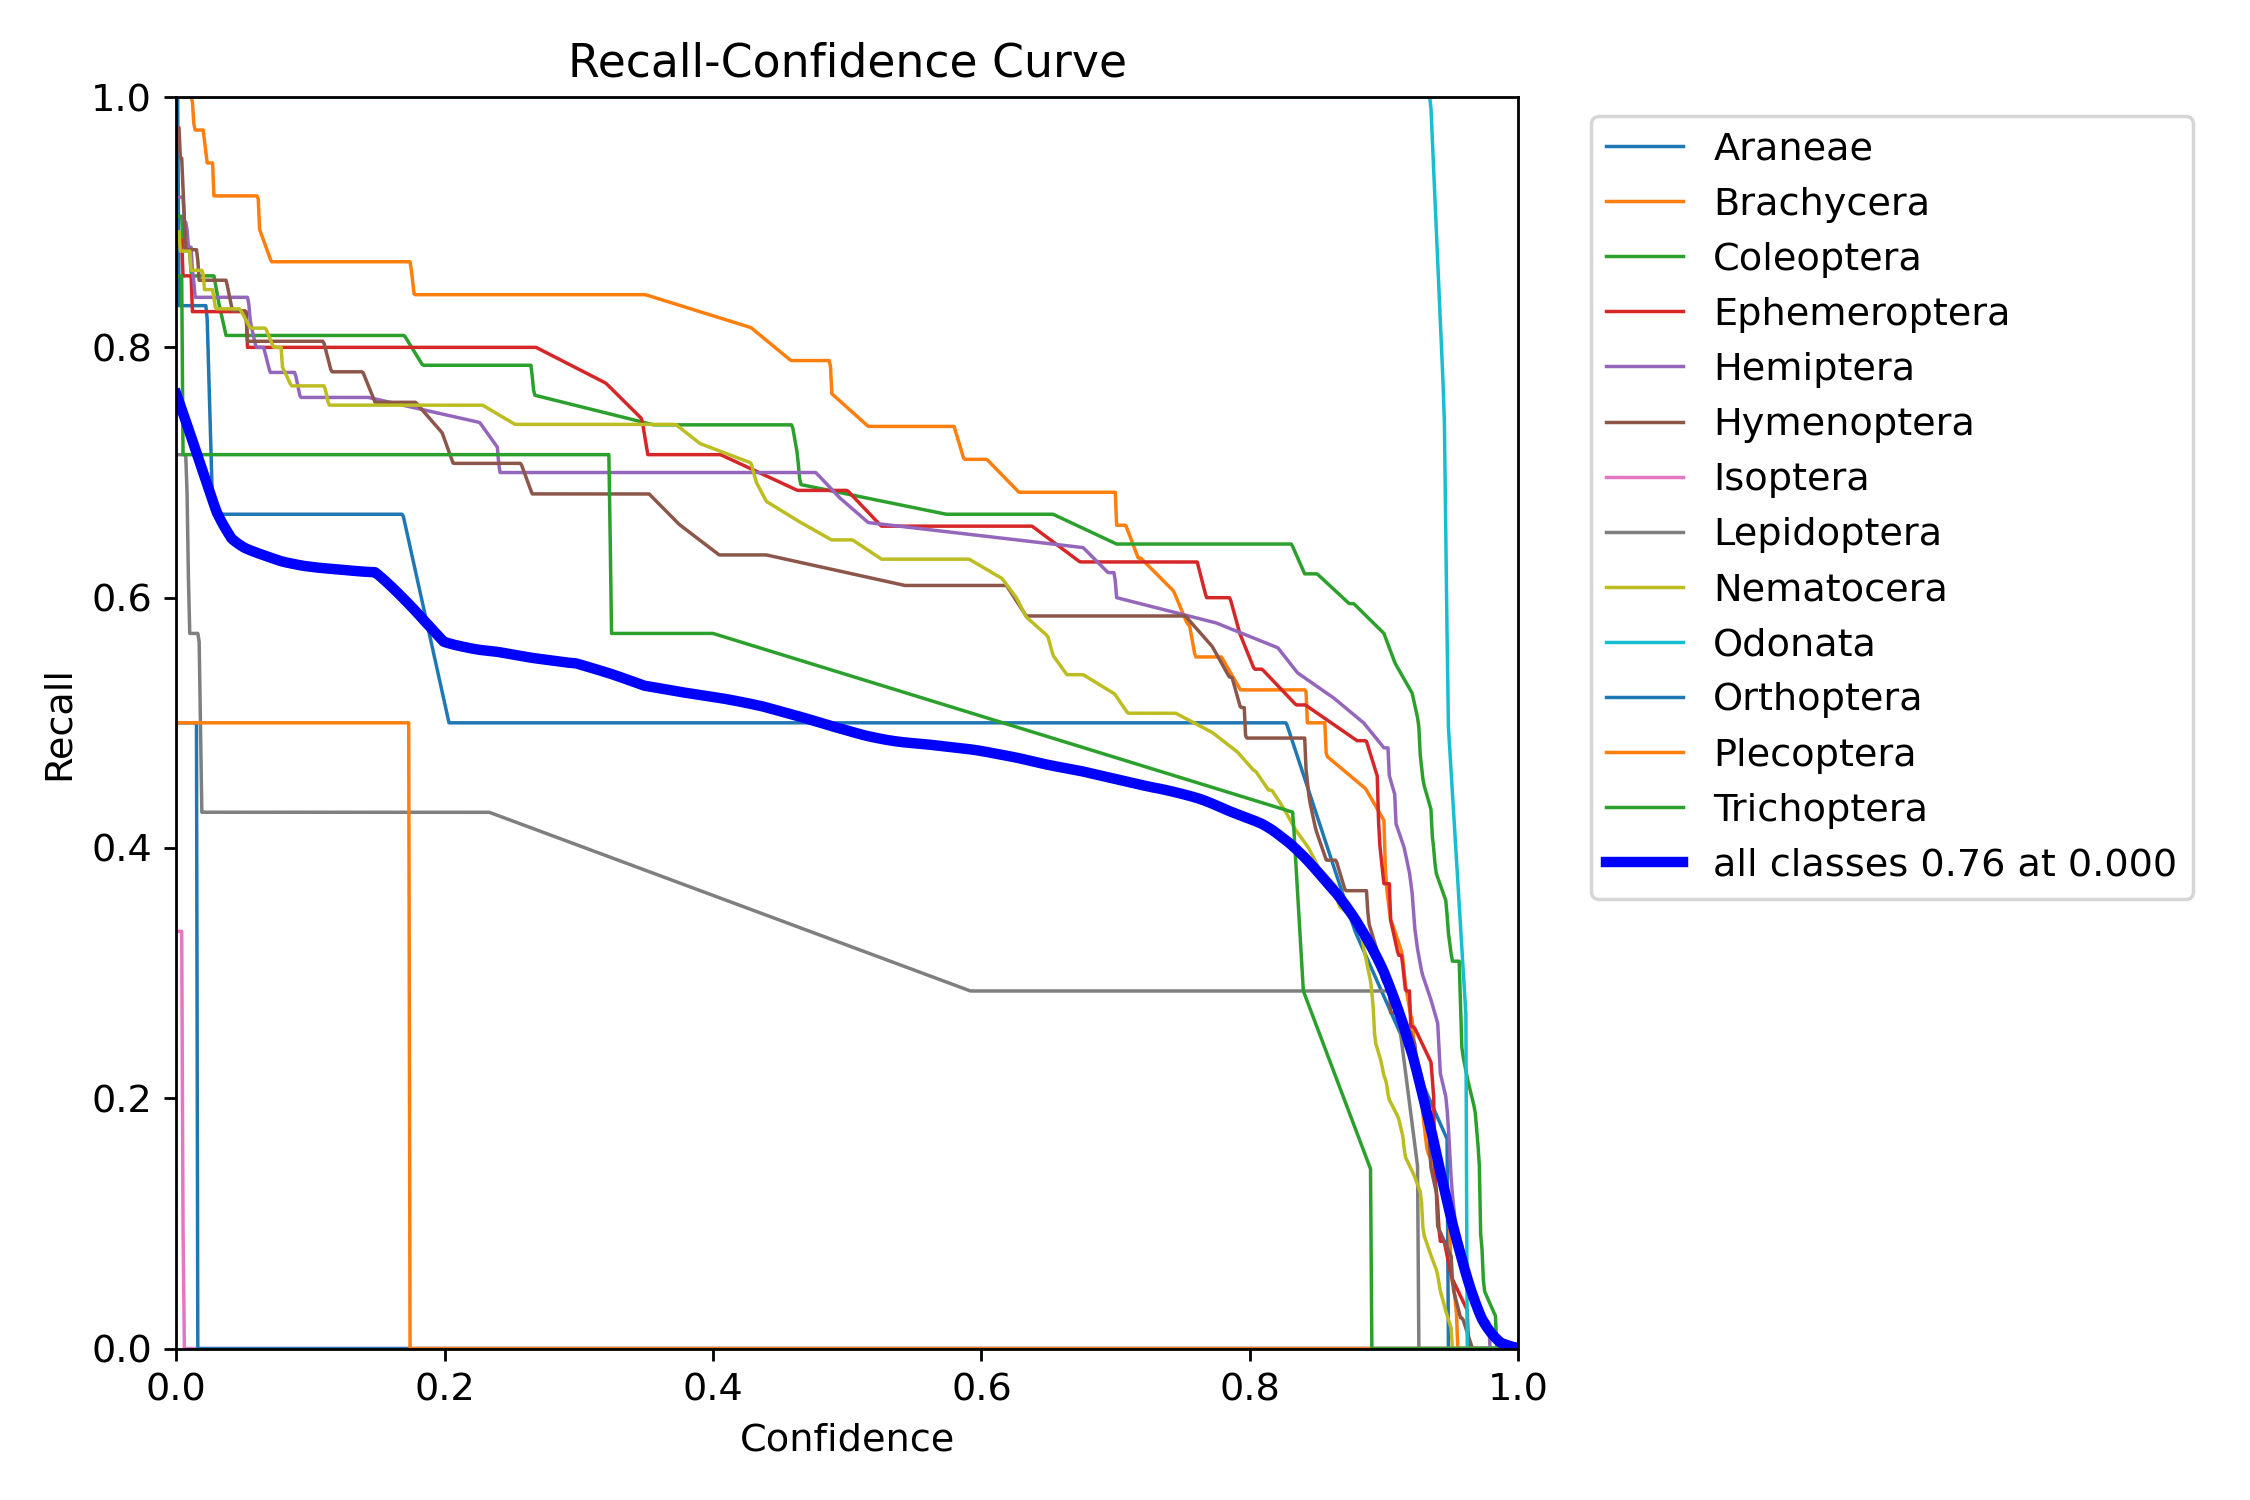 Recall-Confidence Curve
1.0
0.8
0.6
0.4
0.2
0.0
Recall
0.0 0.2 0.4 0.6 0.8 1.0
Confidence
Araneae
Brachycera
Coleoptera
Ephemeroptera
Hemiptera
Hymenoptera
Isoptera
Lepidoptera
Nematocera
Odonata
Orthoptera
Plecoptera
Trichoptera
all classes 0.76 at 0.000